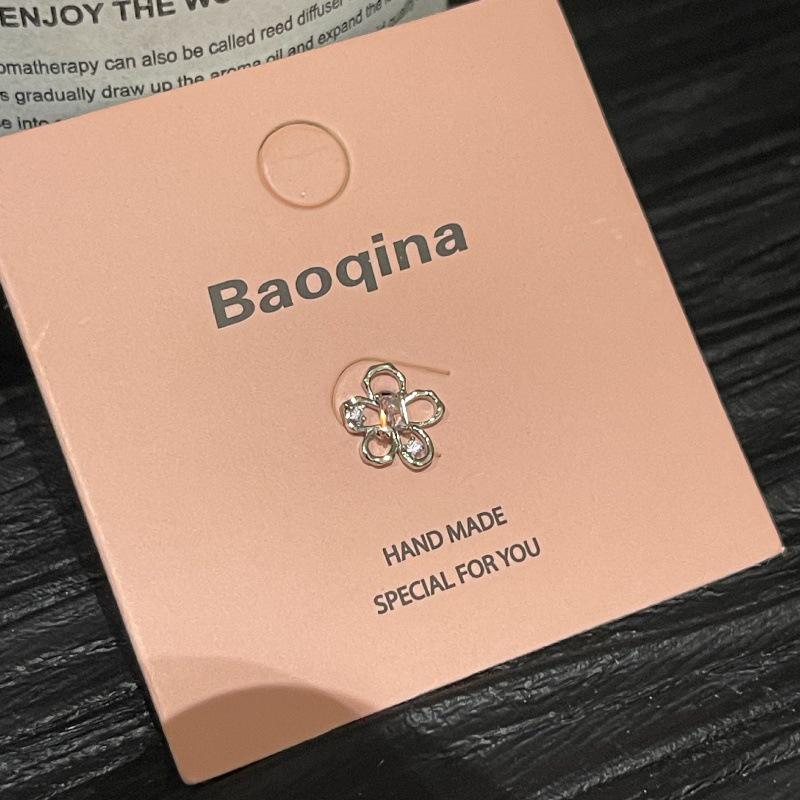 ENJOY THE
omatherapy can also be called reed diffuser
s gradually draw up the aroma oil and expand the
e into
Baoqina
HAND MADE
SPECIAL FOR YOU